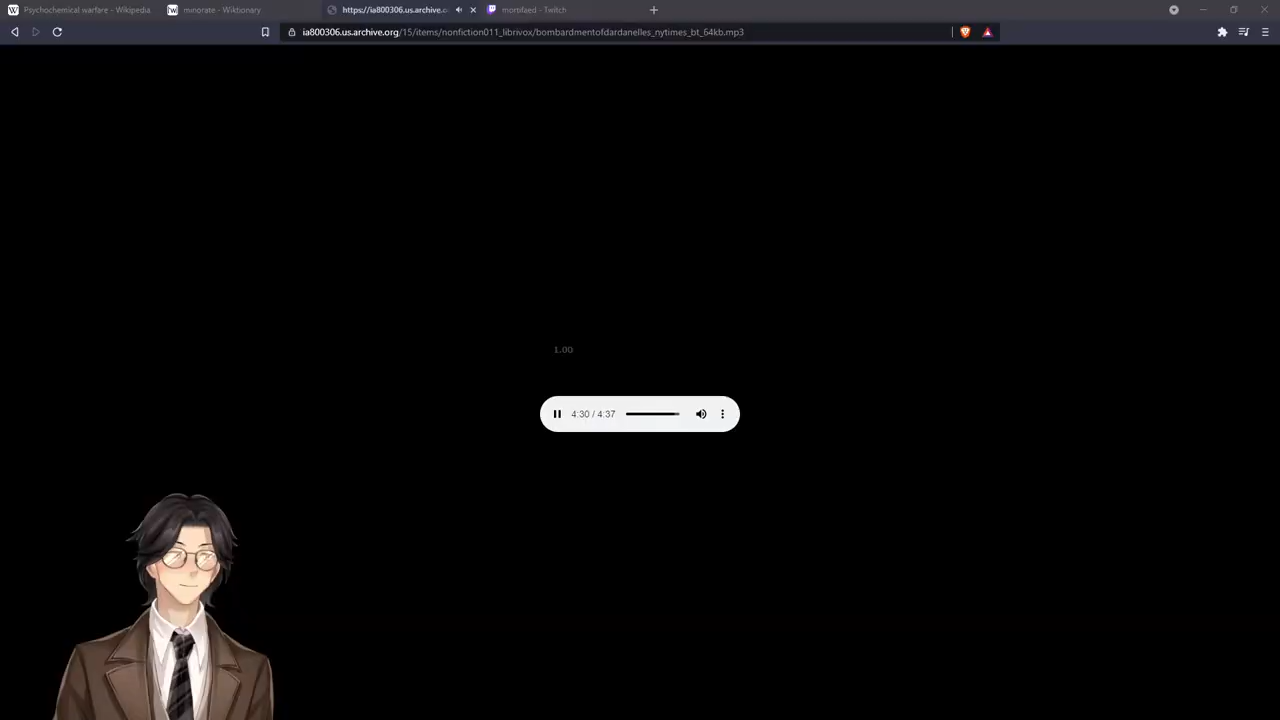 Psychochemical warfare - Wikipedia
minorate - Wiktionary
https://ia800306.us.archive.o
mortifaed - Twitch
ia800306.us.archive.org/15/items/nonfiction011_librivox/bombardmentofdardanelles_nytimes_bt_64kb.mp3
1.00
4:30 / 4:37